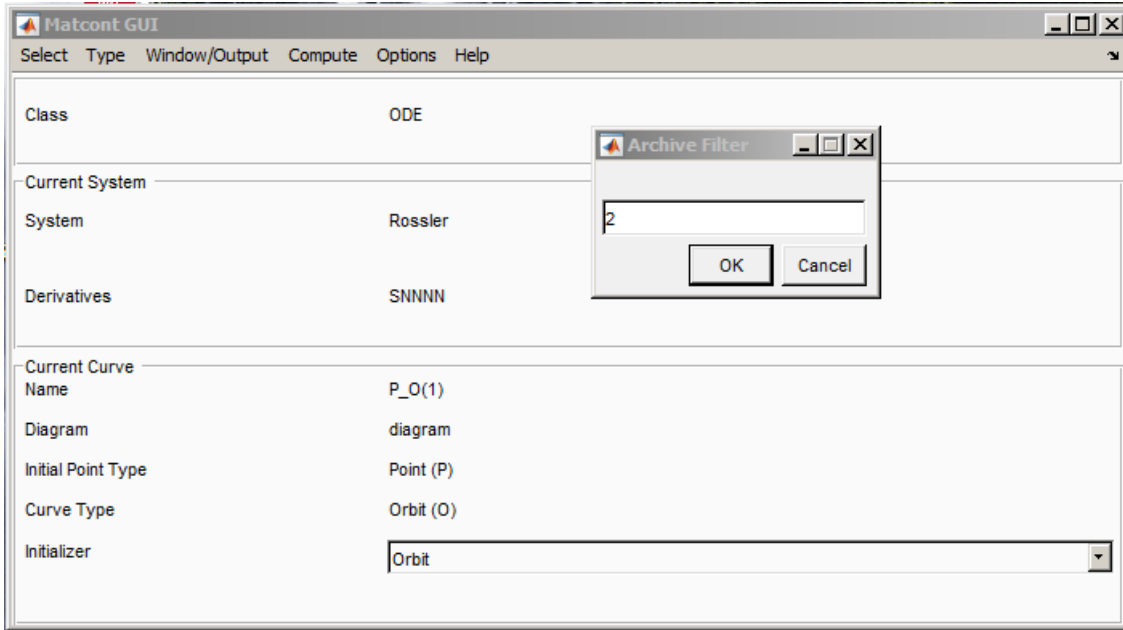 Matcont GUI
Select Type Window/Output Compute Options Help
Class ODE
Archive Filter
2
OK Cancel
Current System
System Rossler
Derivatives SNNNN
Current Curve
Name P_O(1)
Diagram diagram
Initial Point Type Point (P)
Curve Type Orbit (O)
Initializer Orbit